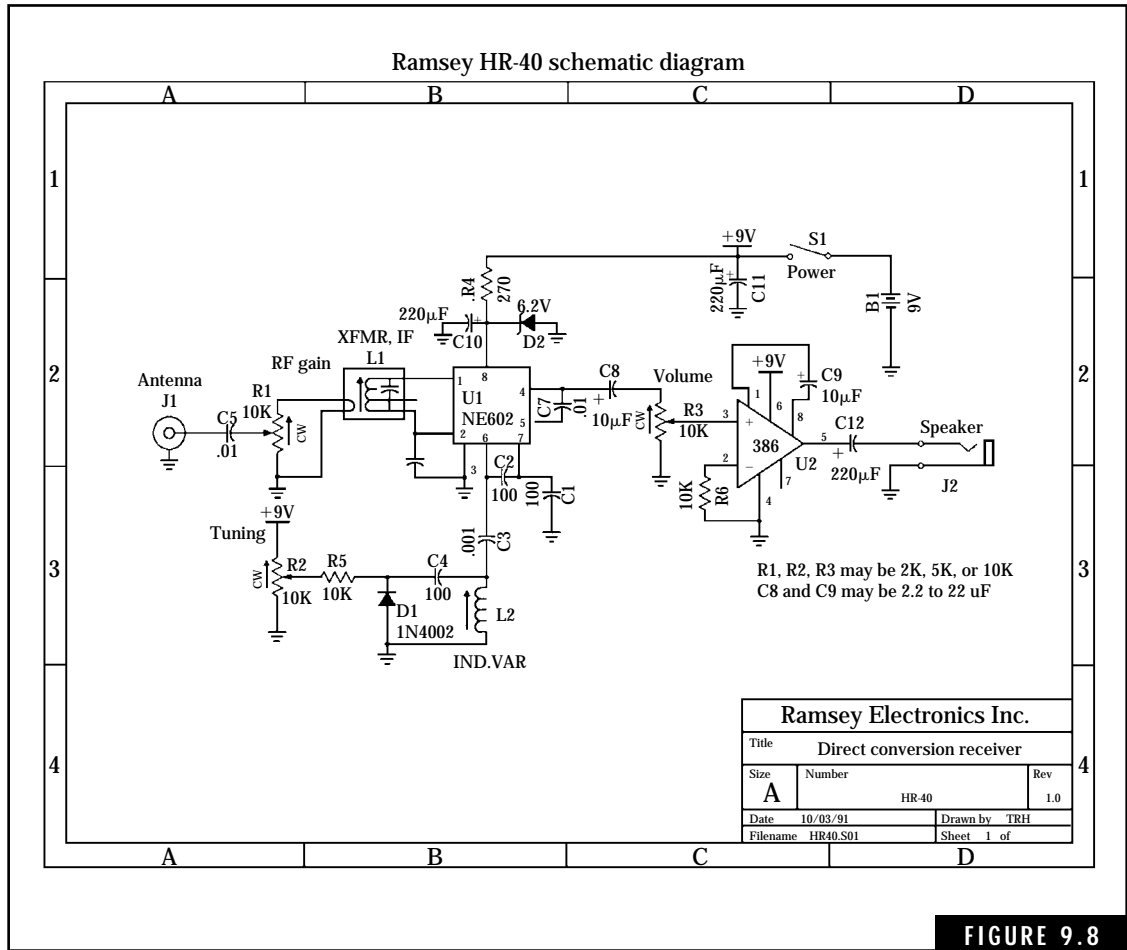 Ramsey HR-40 schematic diagram
A B C D
1 1
+9V S1
Power
.R4
270
220µF
C11
B1
9V
220µF
6.2V
C10 D2
XFMR, IF
L1
RF gain
2 2
Antenna
J1
R1
10K
CW
C5
.01
1 8 4
U1
NE602
5
2 6 7
3
C7
.01
C8
+
10µF
Volume
CW
R3
10K
+9V
+
C9
10µF
1 6 8
3 +
386
5
U2
2 −
7
4
C12
+
220µF
Speaker
J2
10K
R6
C2
100
100
C1
+9V
Tuning
.001
C3
3 3
CW
R2
10K
R5
10K
C4
100
D1
1N4002
L2
IND.VAR
R1, R2, R3 may be 2K, 5K, or 10K
C8 and C9 may be 2.2 to 22 uF
Ramsey Electronics Inc.
Title Direct conversion receiver
4 4
Size Number Rev
A HR-40 1.0
Date 10/03/91 Drawn by TRH
Filename HR40.S01 Sheet 1 of
A B C D
FIGURE 9.8